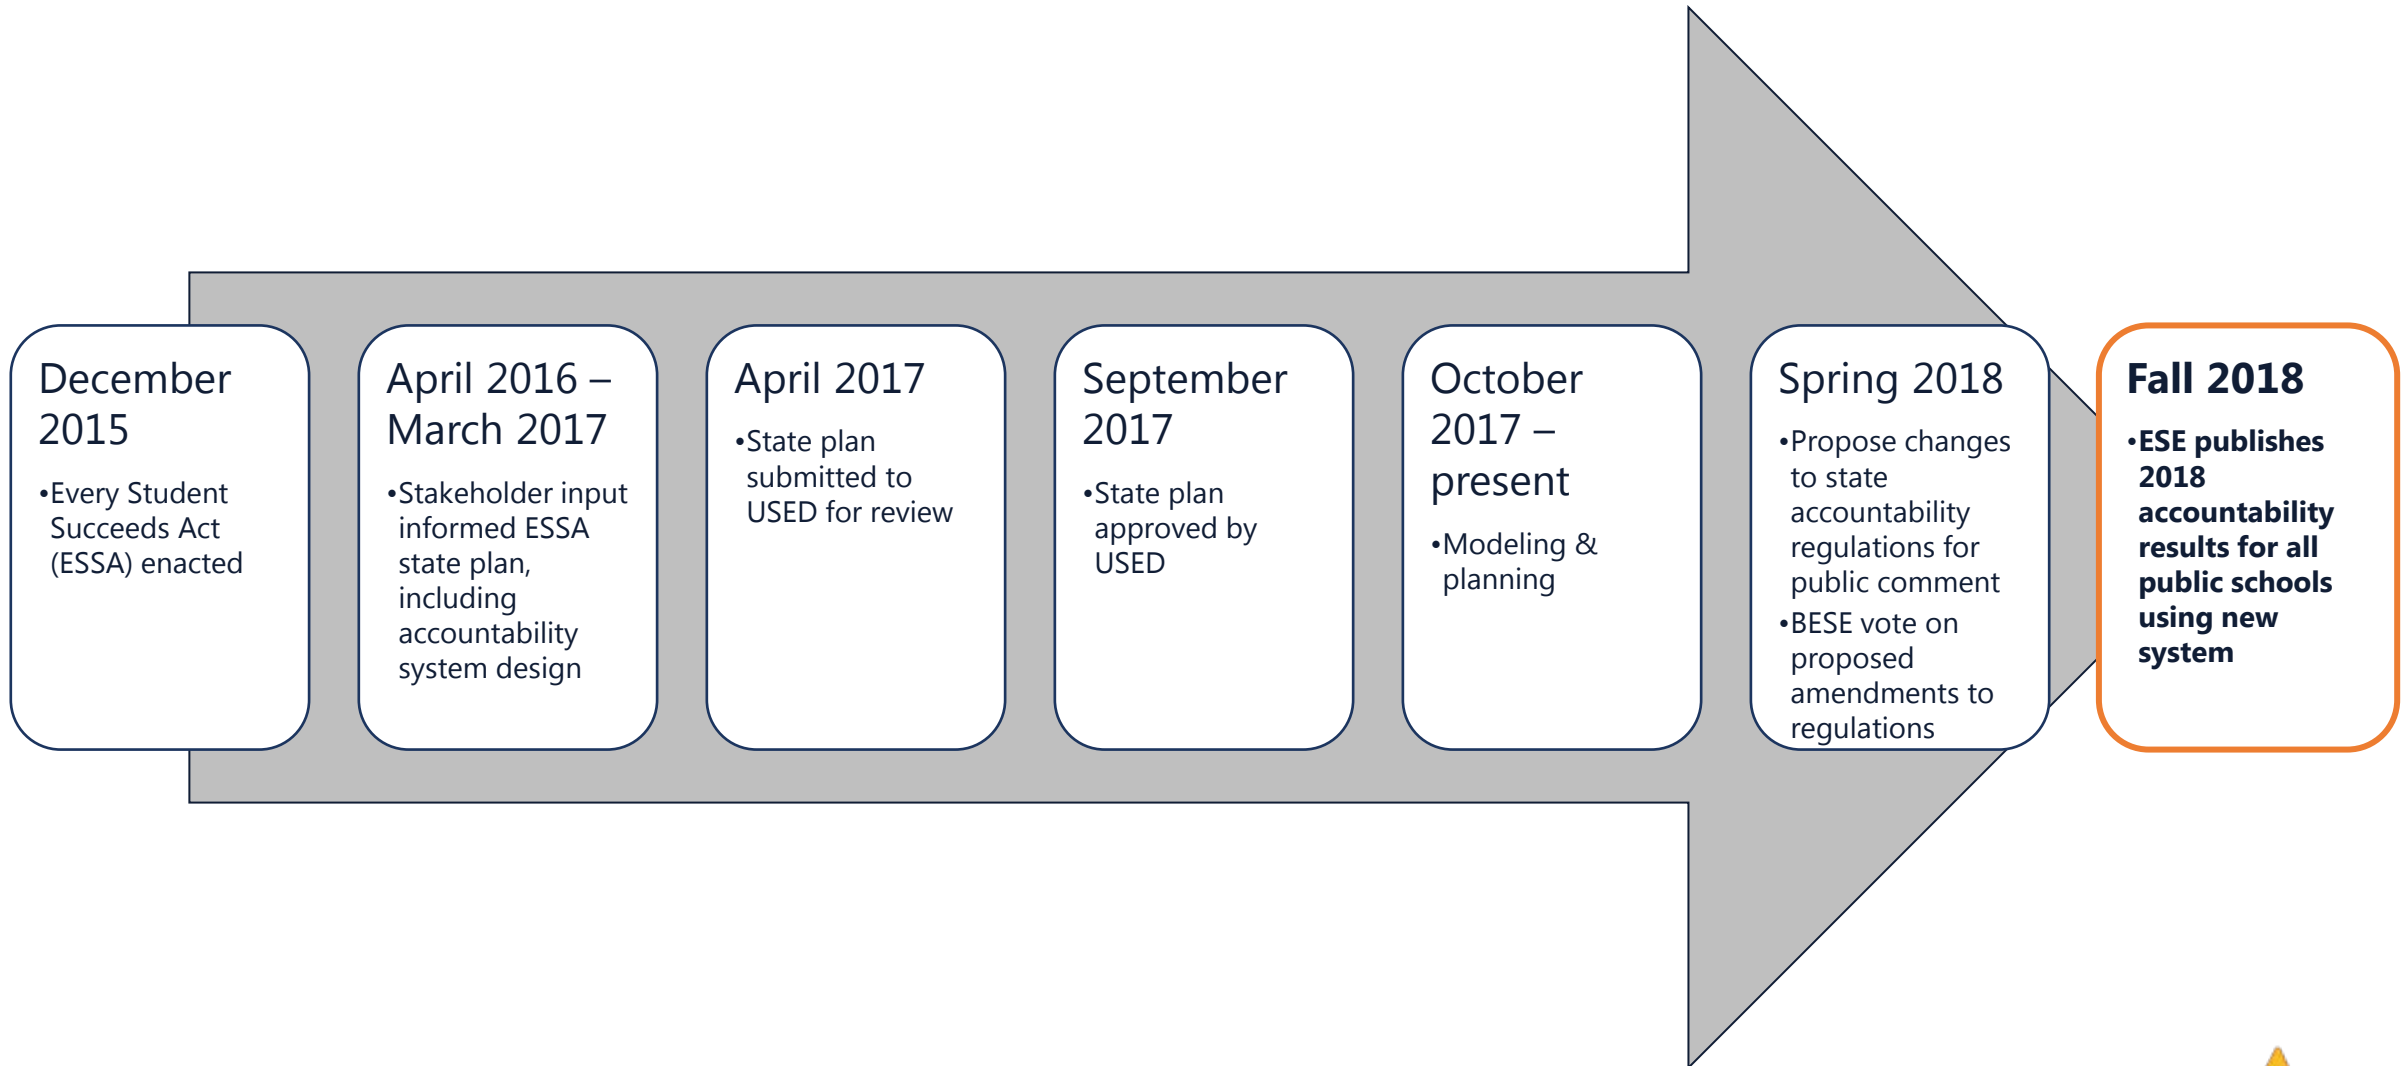 December
2015
•Every Student
Succeeds Act
(ESSA) enacted
April 2016 –
March 2017
•Stakeholder input
informed ESSA
state plan,
including
accountability
system design
April 2017
•State plan
submitted to
USED for review
September
2017
•State plan
approved by
USED
October
2017 –
present
•Modeling &
planning
Spring 2018
•Propose changes
to state
accountability
regulations for
public comment
•BESE vote on
proposed
amendments to
regulations
Fall 2018
•ESE publishes
2018
accountability
results for all
public schools
using new
system